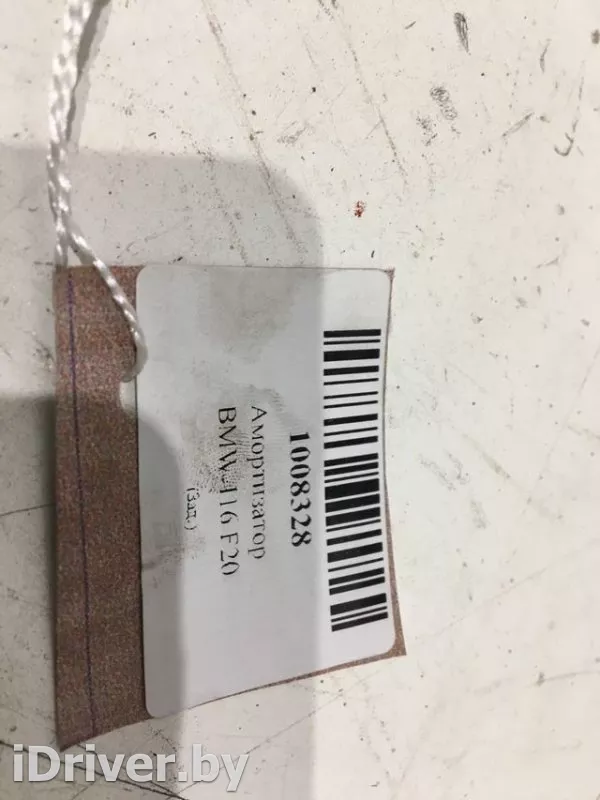 1008328
Амортизатор
BMW-116 F20
(Зад.)
iDriver.by